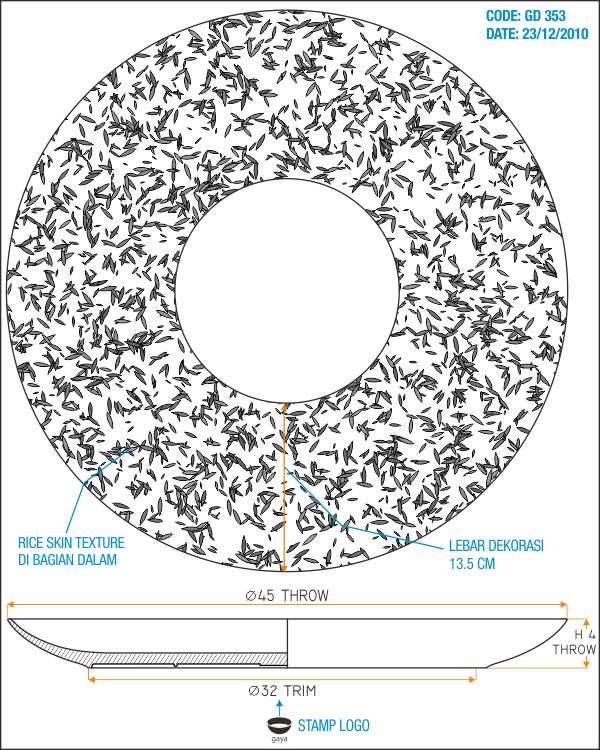 CODE: GD 353
DATE: 23/12/2010
RICE SKIN TEXTURE
DI BAGIAN DALAM
LEBAR DEKORASI
13.5 CM
∅45 THROW
H 4
THROW
∅32 TRIM
gaya
STAMP LOGO